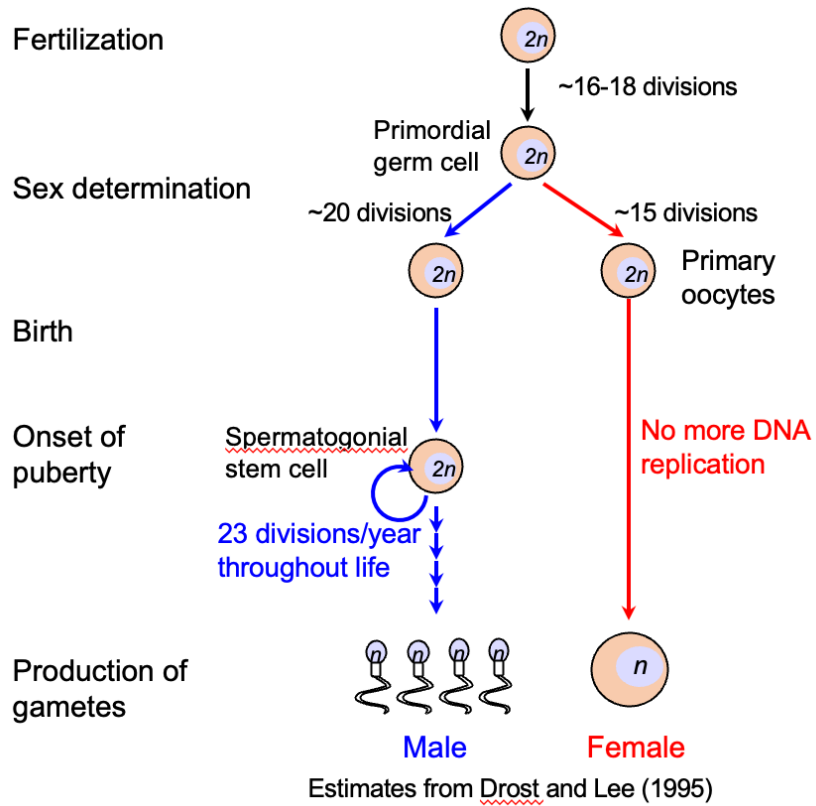 Fertilization
2n
~16-18 divisions
Primordial
germ cell
2n
Sex determination
~20 divisions
~15 divisions
2n
2n
Primary
oocytes
Birth
Onset of
puberty
Spermatogonial
stem cell
2n
No more DNA
replication
23 divisions/year
throughout life
Production of
gametes
n n n n
n
Male
Female
Estimates from Drost and Lee (1995)